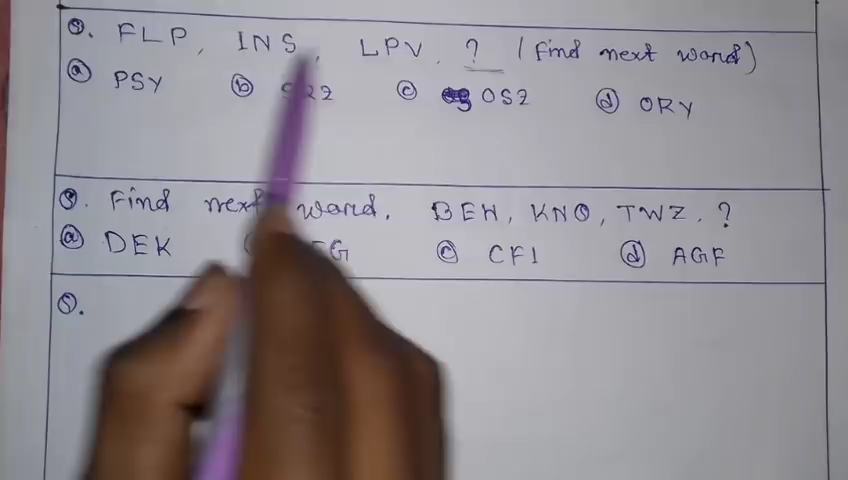 Q. FLP, INS, LPV, ? (Find next word)
(a) PSY (b) (c) OSZ (d) ORY
Q. Find next word. BEH, KNO, TWZ, ?
(a) DEK (c) CFI (d) AGF
Q.